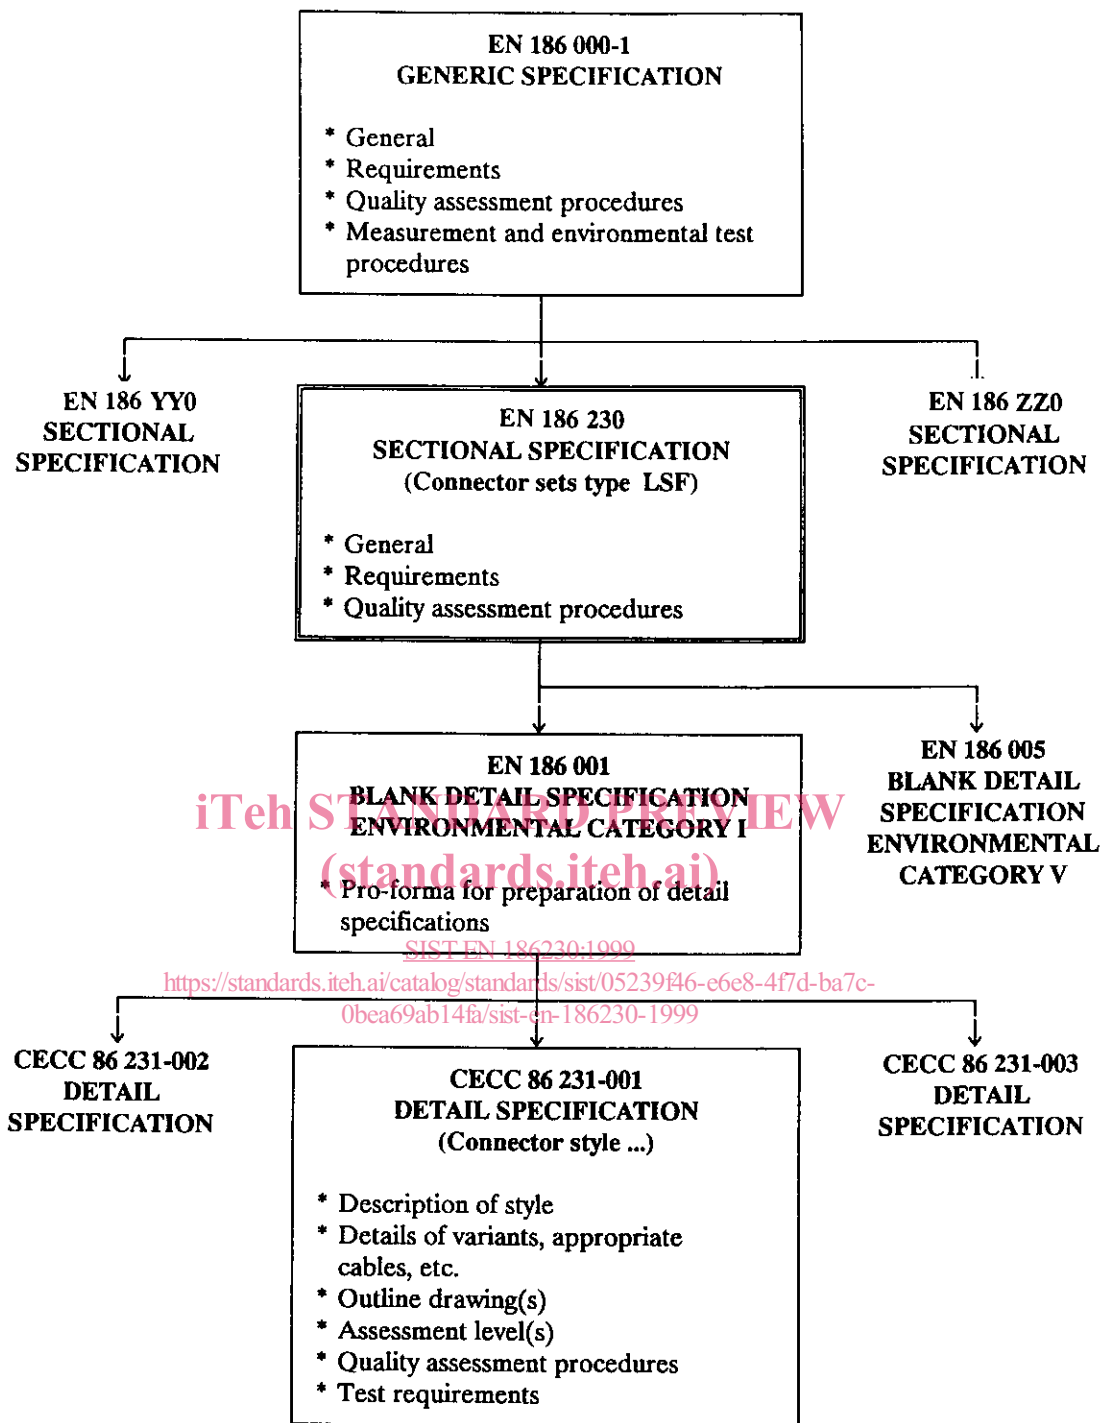 EN 186 000-1
GENERIC SPECIFICATION
* General
* Requirements
* Quality assessment procedures
* Measurement and environmental test
procedures
EN 186 YY0
SECTIONAL
SPECIFICATION
EN 186 230
SECTIONAL SPECIFICATION
(Connector sets type LSF)
* General
* Requirements
* Quality assessment procedures
EN 186 ZZ0
SECTIONAL
SPECIFICATION
EN 186 001
BLANK DETAIL SPECIFICATION
ENVIRONMENTAL CATEGORY I
* Pro-forma for preparation of detail
specifications
EN 186 005
BLANK DETAIL
SPECIFICATION
ENVIRONMENTAL
CATEGORY V
iTeh STANDARD PREVIEW
(standards.iteh.ai)
SIST EN 186230:1999
https://standards.iteh.ai/catalog/standards/sist/05239f46-e6e8-4f7d-ba7c-
0bea69ab14fa/sist-en-186230-1999
CECC 86 231-002
DETAIL
SPECIFICATION
CECC 86 231-001
DETAIL SPECIFICATION
(Connector style ...)
* Description of style
* Details of variants, appropriate
cables, etc.
* Outline drawing(s)
* Assessment level(s)
* Quality assessment procedures
* Test requirements
CECC 86 231-003
DETAIL
SPECIFICATION